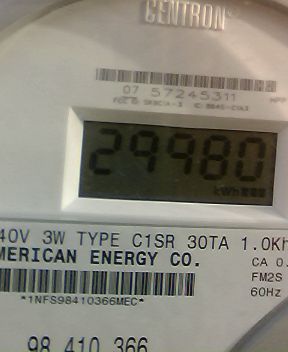 CENTRON
07 57245311
29980
kWh
40V 3W TYPE C1SR 30TA 1.0Kh
MERICAN ENERGY CO.
CA 0.
FM2S
*1NFS98410366MEC*
60Hz
98 410 366